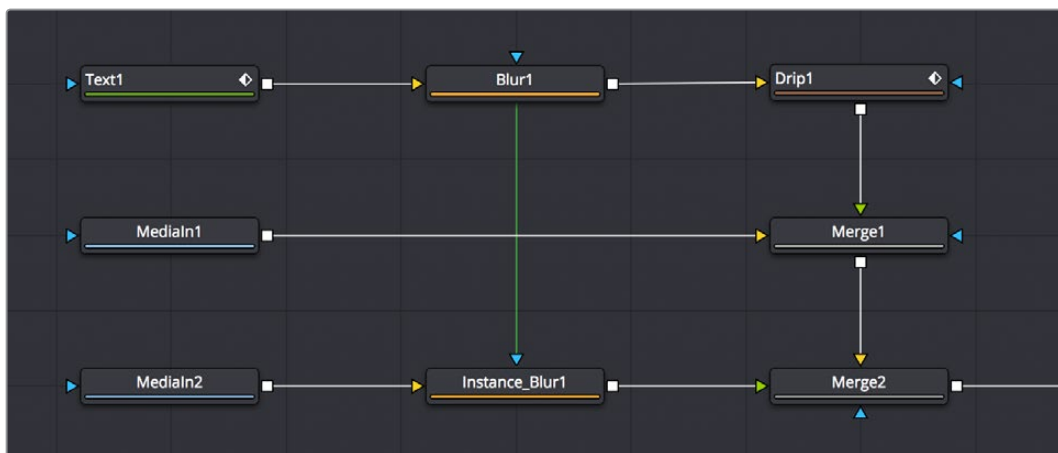 Text1
Blur1
Drip1
MediaIn1
Merge1
MediaIn2
Instance_Blur1
Merge2